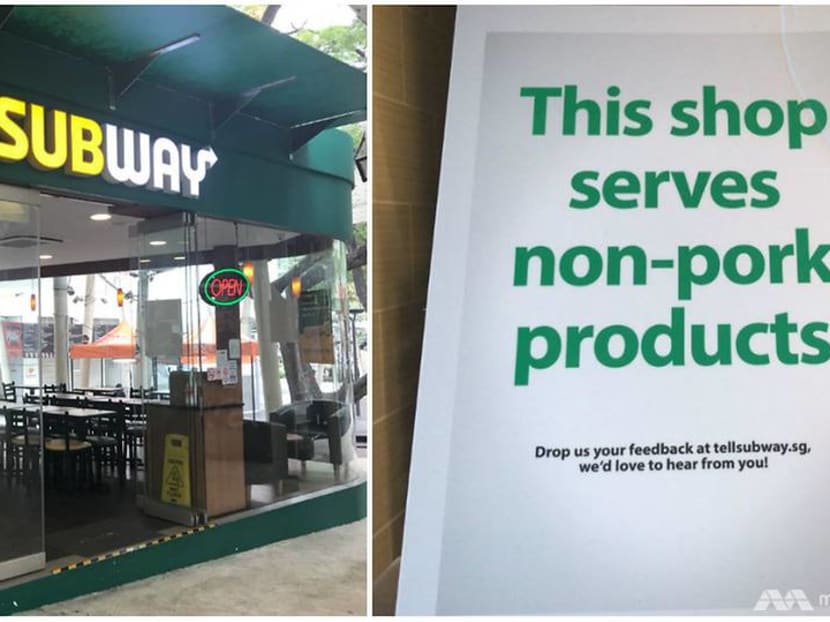 SUBWAY
OPEN
This shop
serves
non-pork
products
Drop us your feedback at tellsubway.sg,
we'd love to hear from you!